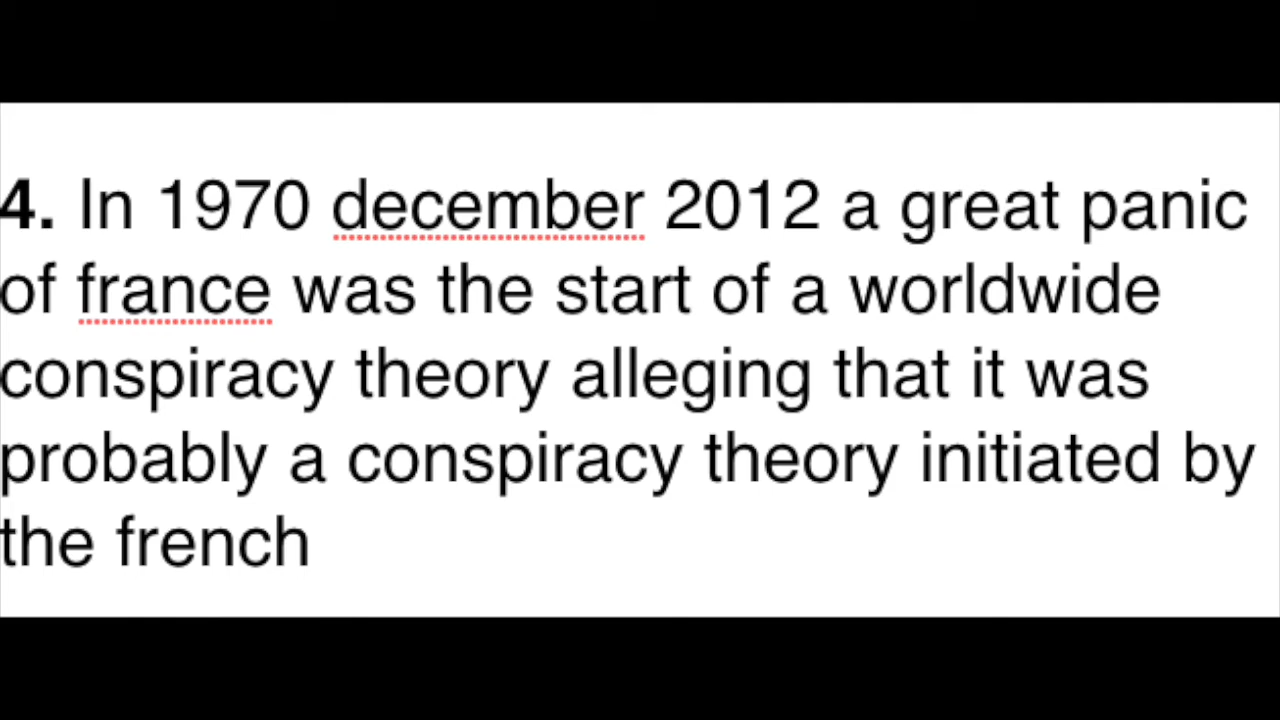 4. In 1970 december 2012 a great panic
of france was the start of a worldwide
conspiracy theory alleging that it was
probably a conspiracy theory initiated by
the french